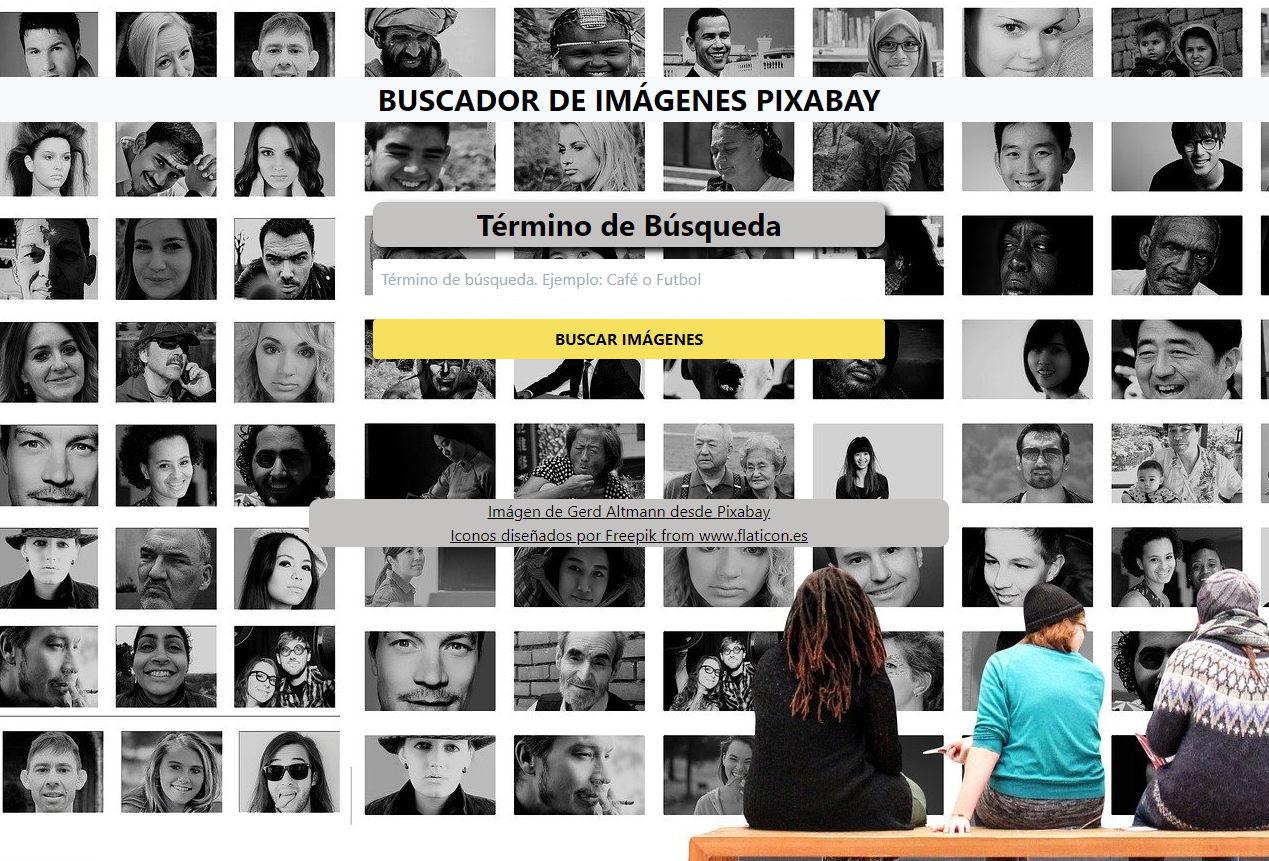 BUSCADOR DE IMÁGENES PIXABAY
Término de Búsqueda
Término de búsqueda. Ejemplo: Café o Futbol
BUSCAR IMÁGENES
Imágen de Gerd Altmann desde Pixabay
Iconos diseñados por Freepik from www.flaticon.es